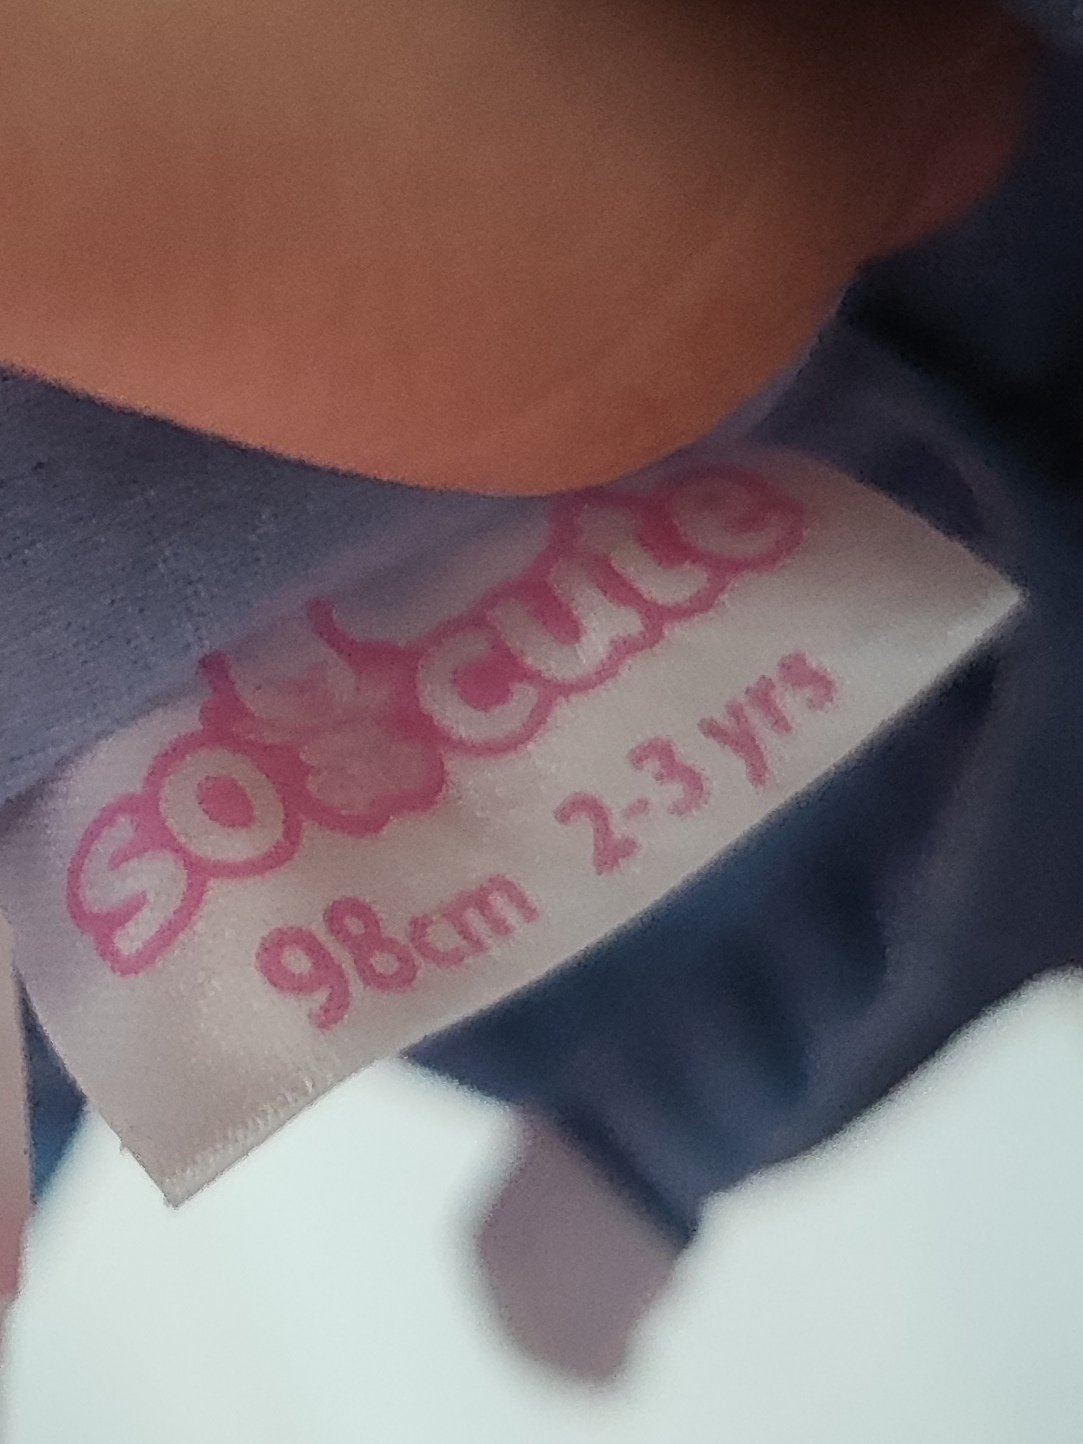 SO CUTE
98cm 2-3 yrs